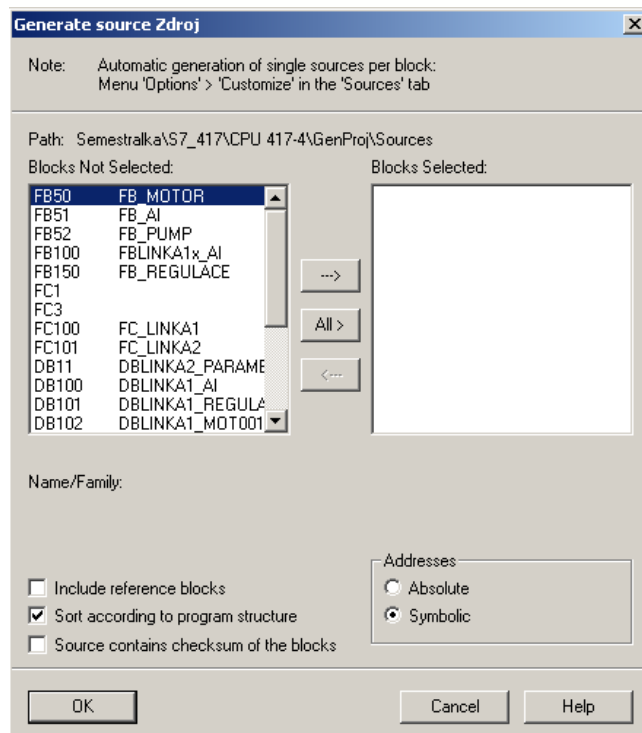 Generate source Zdroj
Note: Automatic generation of single sources per block:
Menu 'Options' > 'Customize' in the 'Sources' tab
Path: Semestralka\S7_417\CPU 417-4\GenProj\Sources
Blocks Not Selected:
FB50 FB_MOTOR
FB51 FB_AI
FB52 FB_PUMP
FB100 FBLINKA1x_AI
FB150 FB_REGULACE
FC1
FC3
FC100 FC_LINKA1
FC101 FC_LINKA2
DB11 DBLINKA2_PARAME
DB100 DBLINKA1_AI
DB101 DBLINKA1_REGULA
DB102 DBLINKA1_MOT001
--->
All >
<---
Blocks Selected:
Name/Family:
Include reference blocks
Sort according to program structure
Source contains checksum of the blocks
Addresses
Absolute
Symbolic
OK
Cancel
Help